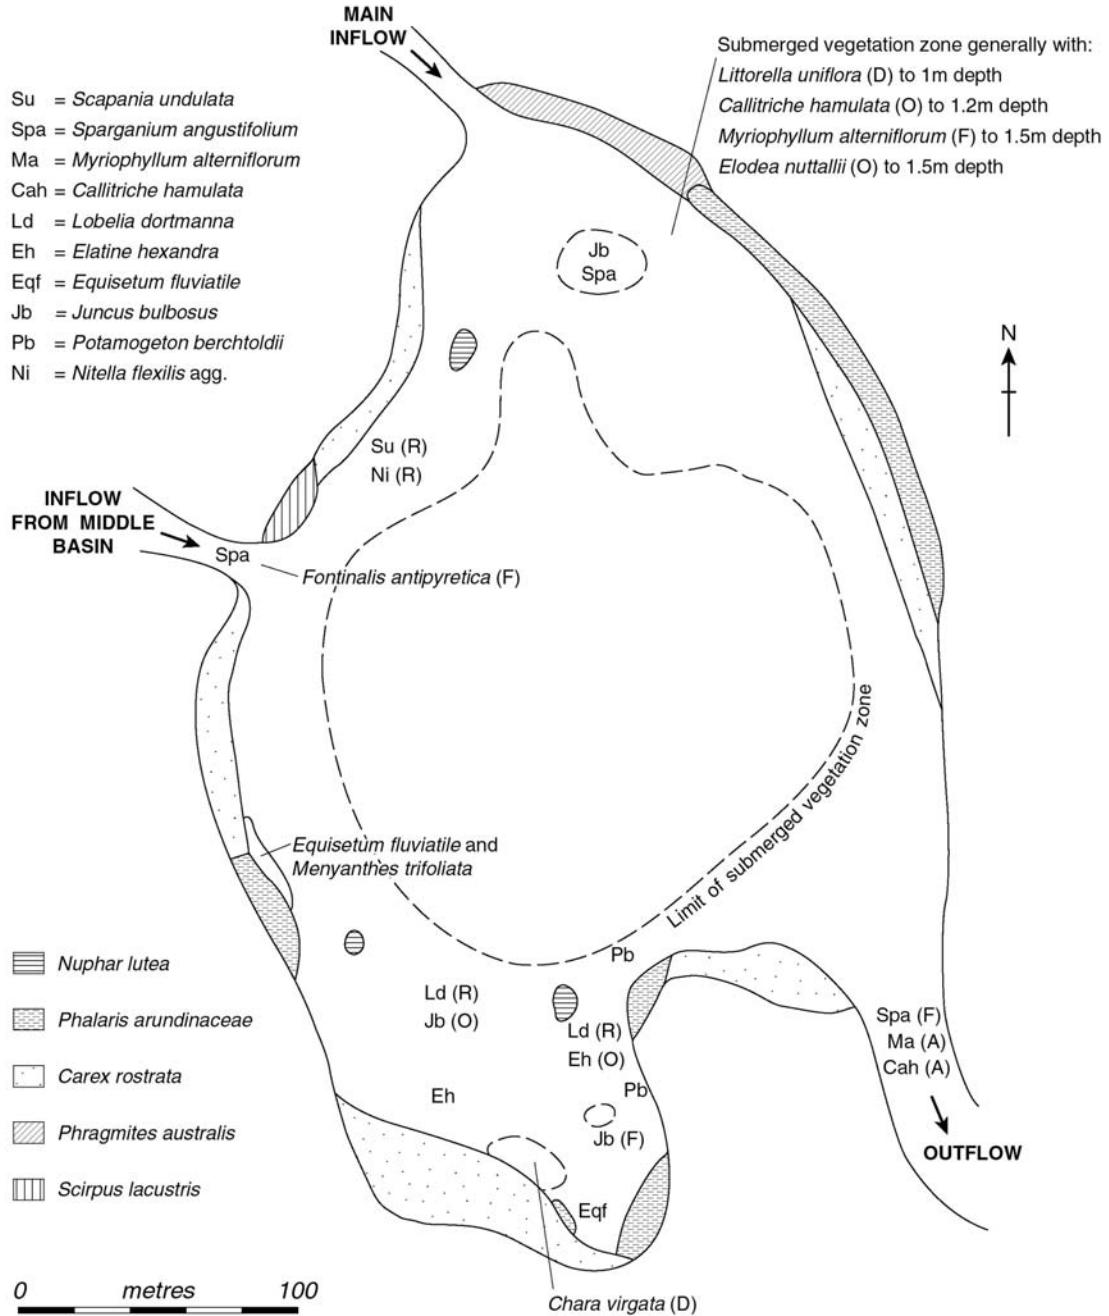 MAIN
INFLOW
Submerged vegetation zone generally with:
Littorella uniflora (D) to 1m depth
Callitriche hamulata (O) to 1.2m depth
Myriophyllum alterniflorum (F) to 1.5m depth
Elodea nuttallii (O) to 1.5m depth
Su = Scapania undulata
Spa = Sparganium angustifolium
Ma = Myriophyllum alterniflorum
Cah = Callitriche hamulata
Ld = Lobelia dortmanna
Eh = Elatine hexandra
Eqf = Equisetum fluviatile
Jb = Juncus bulbosus
Pb = Potamogeton berchtoldii
Ni = Nitella flexilis agg.
Jb
Spa
N
Su (R)
Ni (R)
INFLOW
FROM MIDDLE
BASIN
Spa
Fontinalis antipyretica (F)
Limit of submerged vegetation zone
Equisetum fluviatile and
Menyanthes trifoliata
Pb
Ld (R)
Jb (O)
Ld (R)
Eh (O)
Spa (F)
Ma (A)
Cah (A)
Eh
Pb
Jb (F)
OUTFLOW
Eqf
Nuphar lutea
Phalaris arundinaceae
Carex rostrata
Phragmites australis
Scirpus lacustris
0 metres 100
Chara virgata (D)